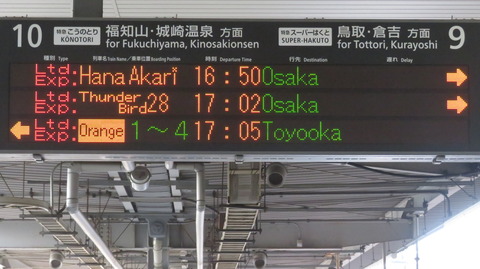 10 特急 こうのとり KŌNOTORI 福知山・城崎温泉 方面 for Fukuchiyama, Kinosakionsen 特急 スーパーはくと SUPER-HAKUTO 鳥取・倉吉 方面 for Tottori, Kurayoshi 9
種別 Type 列車名 Train Name／乗車位置 Boarding Position 時刻 Departure Time 行先 Destination 遅れ Delay
Ltd. Exp: Hana Akari 16:50 Osaka →
Ltd. Exp: Thunder Bird 28 17:02 Osaka →
← Ltd. Exp: Orange 1～4 17:05 Toyooka